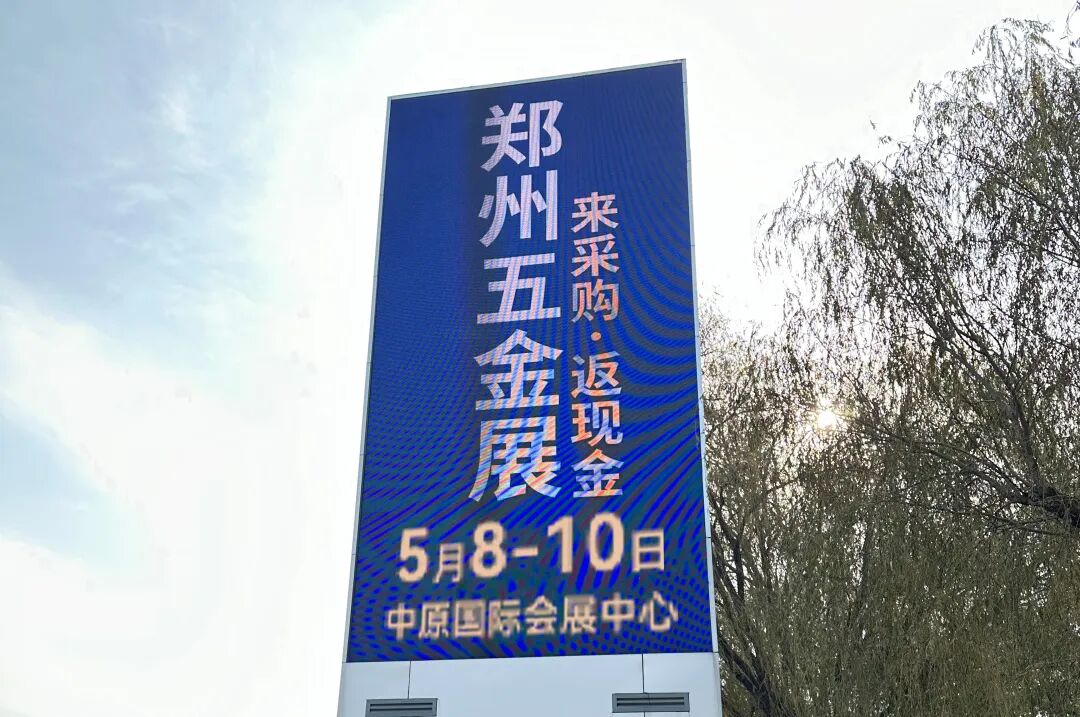 郑州五金展
来采购·返现金
5月8-10日
中原国际会展中心